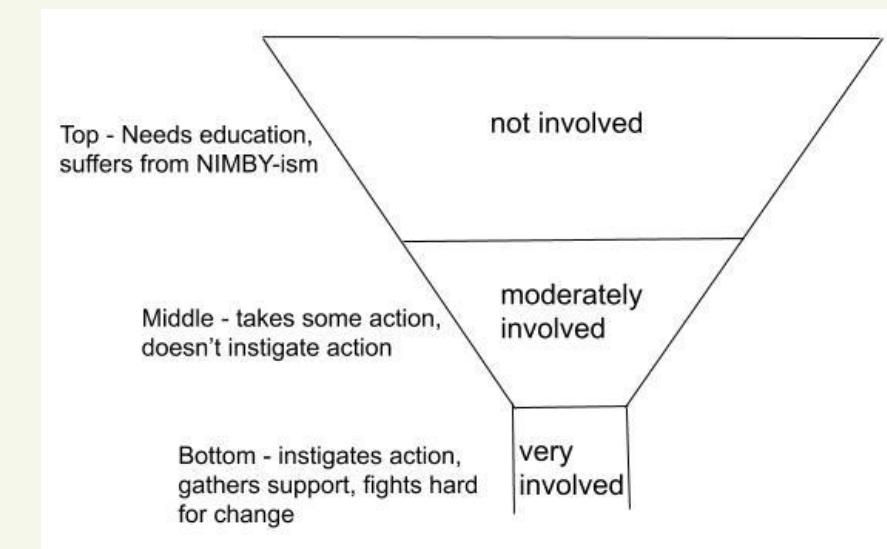 not involved
Top - Needs education,
suffers from NIMBY-ism
moderately
involved
Middle - takes some action,
doesn't instigate action
very
involved
Bottom - instigates action,
gathers support, fights hard
for change